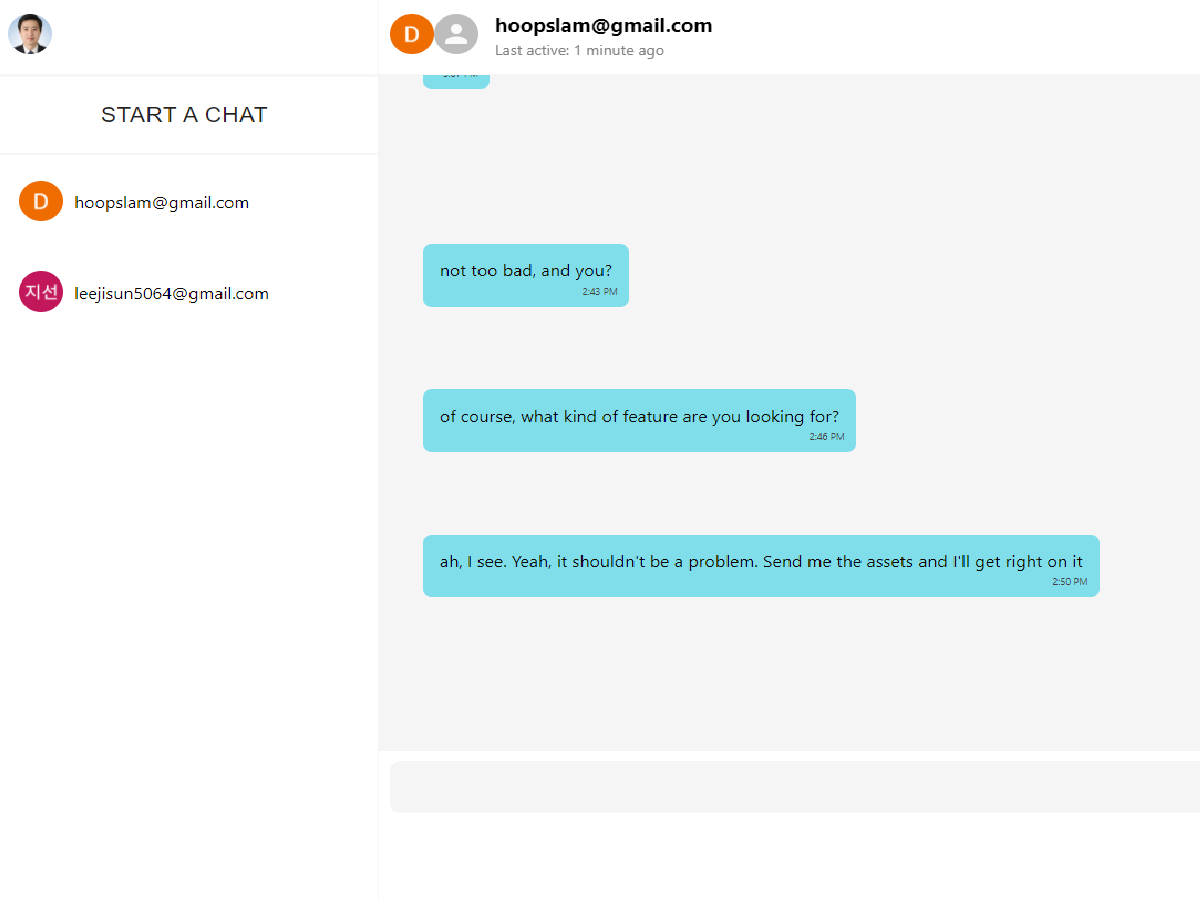 D
hoopslam@gmail.com
Last active: 1 minute ago
START A CHAT
D
hoopslam@gmail.com
지선
leejisun5064@gmail.com
not too bad, and you?
2:43 PM
of course, what kind of feature are you looking for?
2:46 PM
ah, I see. Yeah, it shouldn't be a problem. Send me the assets and I'll get right on it
2:50 PM